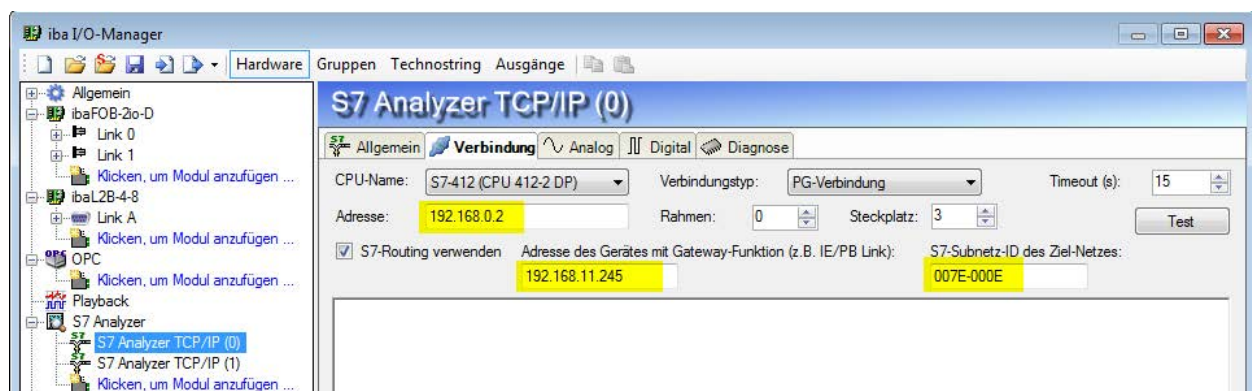 iba I/O-Manager
Hardware Gruppen Technostring Ausgänge
Allgemein
ibaFOB-2io-D
Link 0
Link 1
Klicken, um Modul anzufügen ...
ibaL2B-4-8
Link A
Klicken, um Modul anzufügen ...
OPC
Klicken, um Modul anzufügen ...
Playback
S7 Analyzer
S7 Analyzer TCP/IP (0)
S7 Analyzer TCP/IP (1)
Klicken, um Modul anzufügen ...
S7 Analyzer TCP/IP (0)
Allgemein Verbindung Analog Digital Diagnose
CPU-Name: S7-412 (CPU 412-2 DP) Verbindungstyp: PG-Verbindung Timeout (s): 15
Adresse: 192.168.0.2 Rahmen: 0 Steckplatz: 3 Test
S7-Routing verwenden Adresse des Gerätes mit Gateway-Funktion (z.B. IE/PB Link): S7-Subnetz-ID des Ziel-Netzes:
192.168.11.245 007E-000E